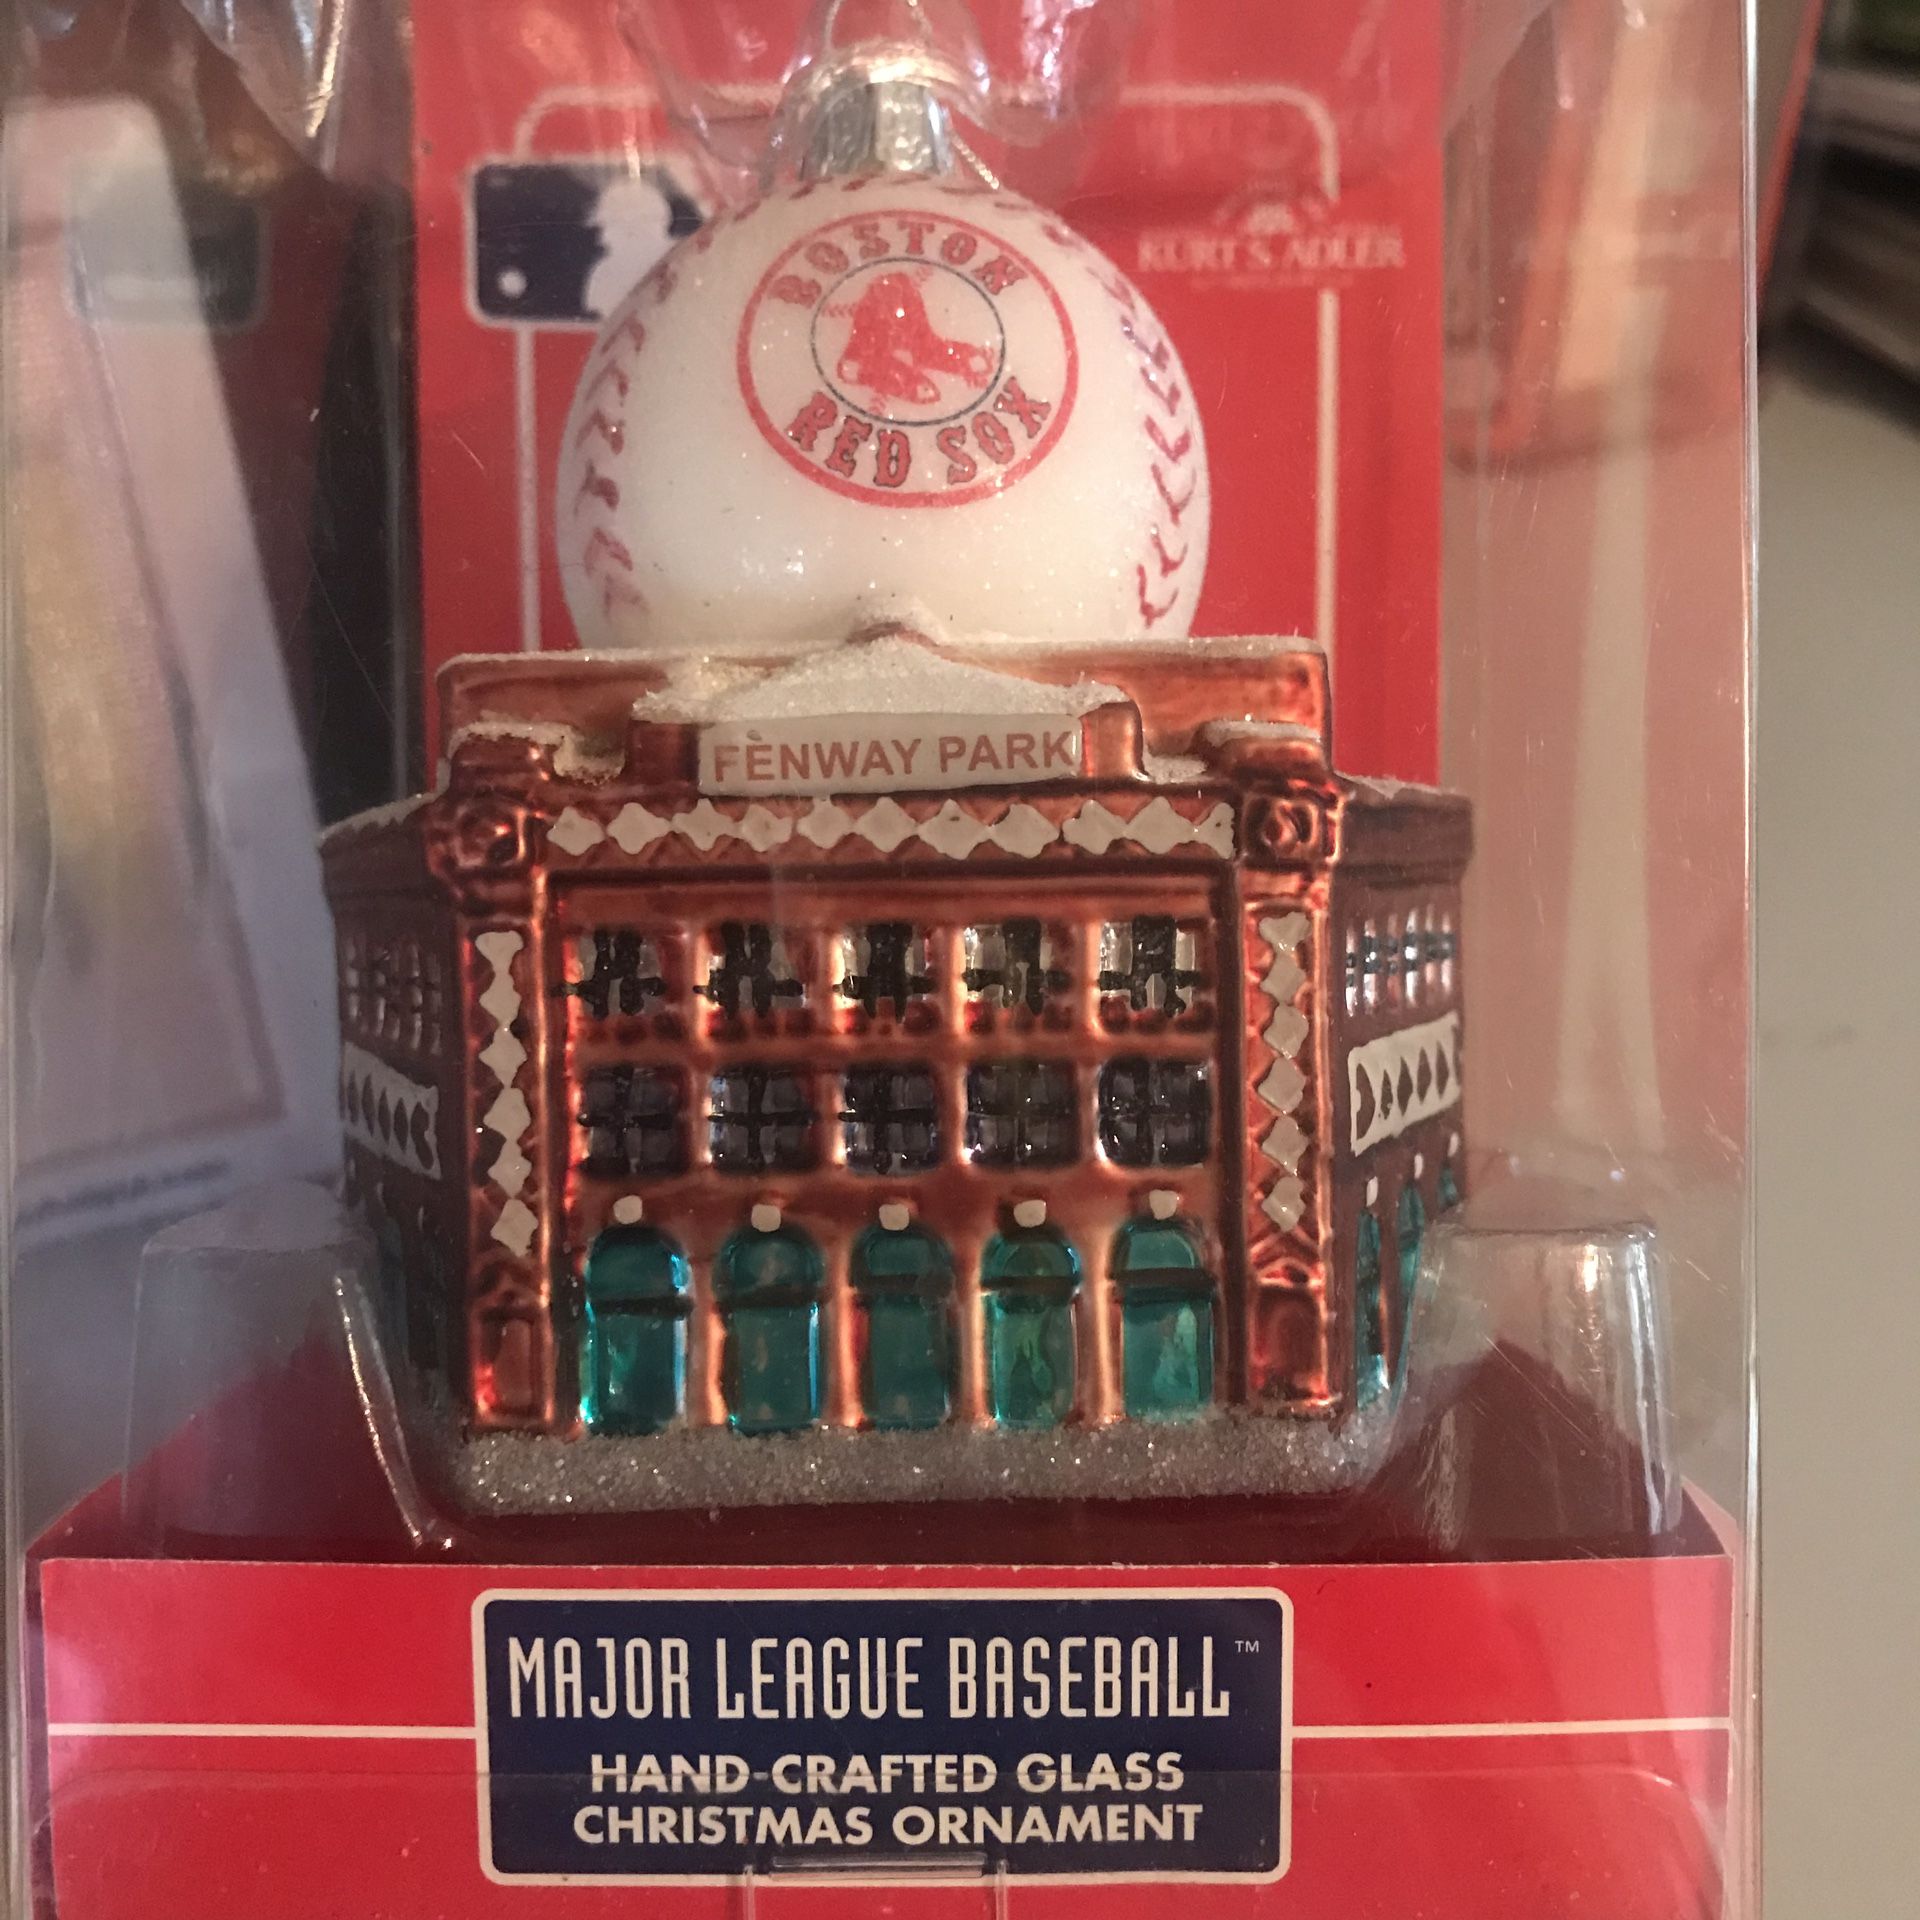 KURT S. ADLER
BOSTON
RED SOX
FENWAY PARK
MAJOR LEAGUE BASEBALL™
HAND-CRAFTED GLASS
CHRISTMAS ORNAMENT